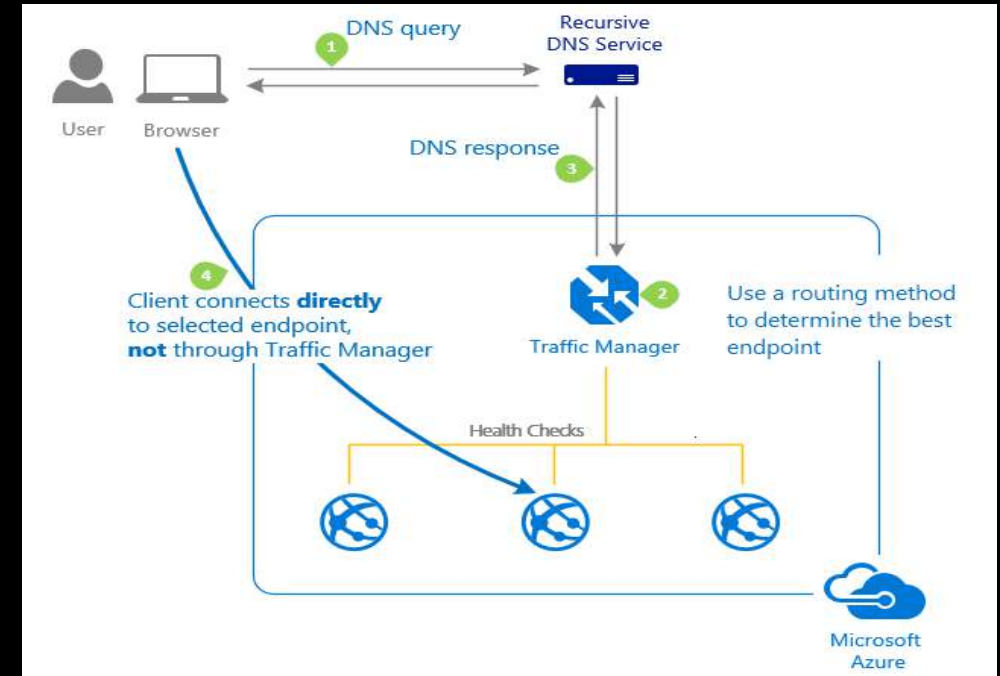 DNS query
1
Recursive
DNS Service
User
Browser
DNS response
3
4
Client connects directly
to selected endpoint,
not through Traffic Manager
2
Traffic Manager
Use a routing method
to determine the best
endpoint
Health Checks
Microsoft
Azure